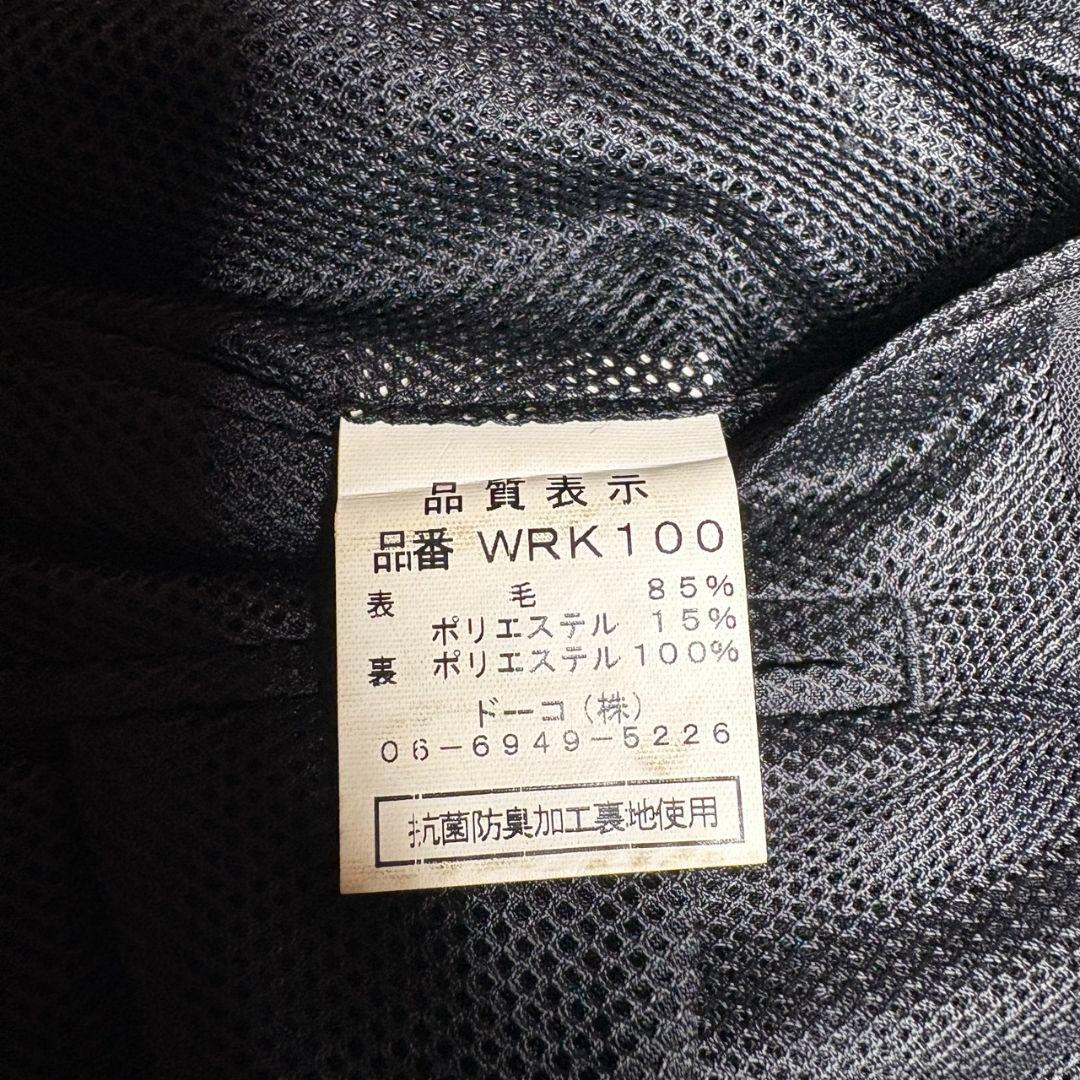 品質表示
品番 WRK100
表 毛 85%
ポリエステル 15%
裏 ポリエステル 100%
ドーコ(株)
06-6949-5226
抗菌防臭加工裏地使用